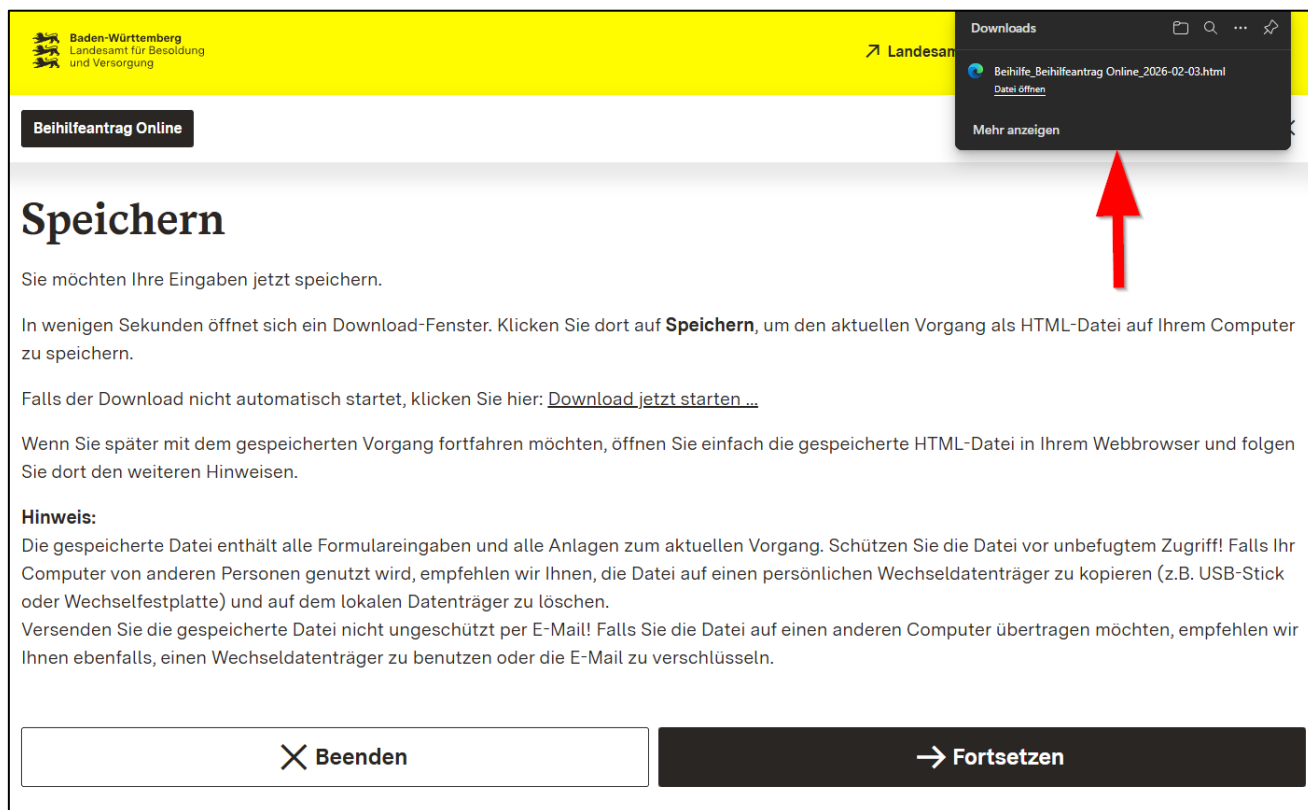 Baden-Württemberg
Landesamt für Besoldung
und Versorgung
Landesam
Downloads
Beihilfe_Beihilfeantrag Online_2026-02-03.html
Datei öffnen
Mehr anzeigen
Beihilfeantrag Online
Speichern
Sie möchten Ihre Eingaben jetzt speichern.
In wenigen Sekunden öffnet sich ein Download-Fenster. Klicken Sie dort auf Speichern, um den aktuellen Vorgang als HTML-Datei auf Ihrem Computer
zu speichern.
Falls der Download nicht automatisch startet, klicken Sie hier: Download jetzt starten ...
Wenn Sie später mit dem gespeicherten Vorgang fortfahren möchten, öffnen Sie einfach die gespeicherte HTML-Datei in Ihrem Webbrowser und folgen
Sie dort den weiteren Hinweisen.
Hinweis:
Die gespeicherte Datei enthält alle Formulareingaben und alle Anlagen zum aktuellen Vorgang. Schützen Sie die Datei vor unbefugtem Zugriff! Falls Ihr
Computer von anderen Personen genutzt wird, empfehlen wir Ihnen, die Datei auf einen persönlichen Wechseldatenträger zu kopieren (z.B. USB-Stick
oder Wechselfestplatte) und auf dem lokalen Datenträger zu löschen.
Versenden Sie die gespeicherte Datei nicht ungeschützt per E-Mail! Falls Sie die Datei auf einen anderen Computer übertragen möchten, empfehlen wir
Ihnen ebenfalls, einen Wechseldatenträger zu benutzen oder die E-Mail zu verschlüsseln.
Beenden
Fortsetzen